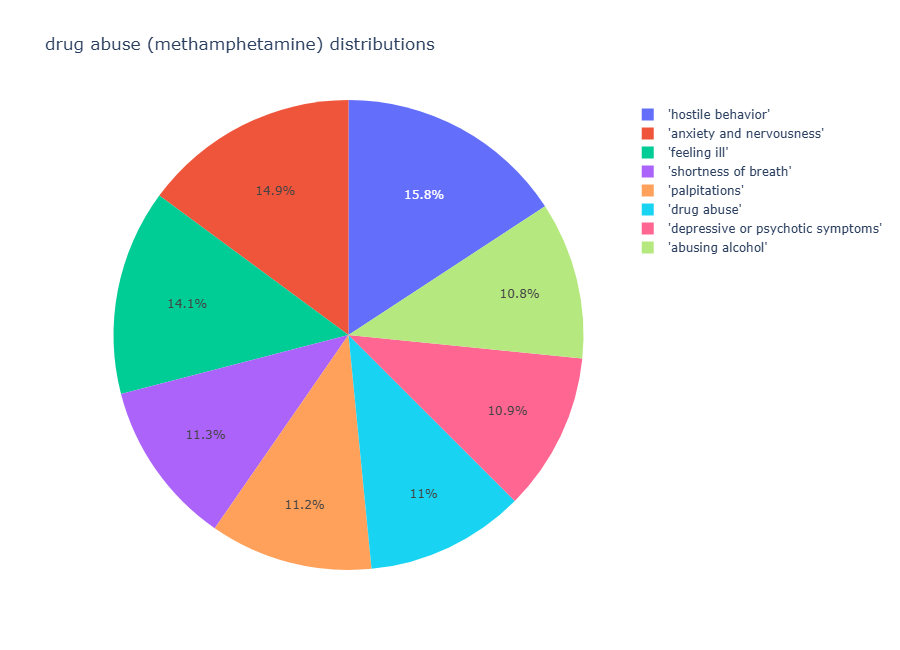 drug abuse (methamphetamine) distributions
'hostile behavior'
'anxiety and nervousness'
'feeling ill'
'shortness of breath'
'palpitations'
'drug abuse'
'depressive or psychotic symptoms'
'abusing alcohol'
14.9%
15.8%
14.1%
10.8%
11.3%
10.9%
11.2%
11%